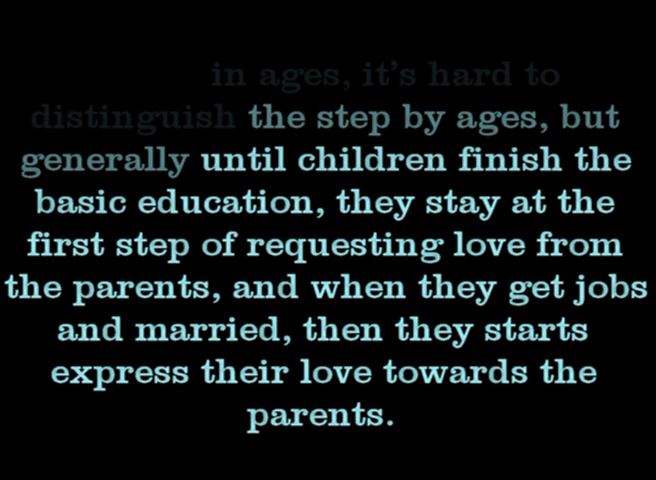 in ages, it's hard to
distinguish the step by ages, but
generally until children finish the
basic education, they stay at the
first step of requesting love from
the parents, and when they get jobs
and married, then they starts
express their love towards the
parents.